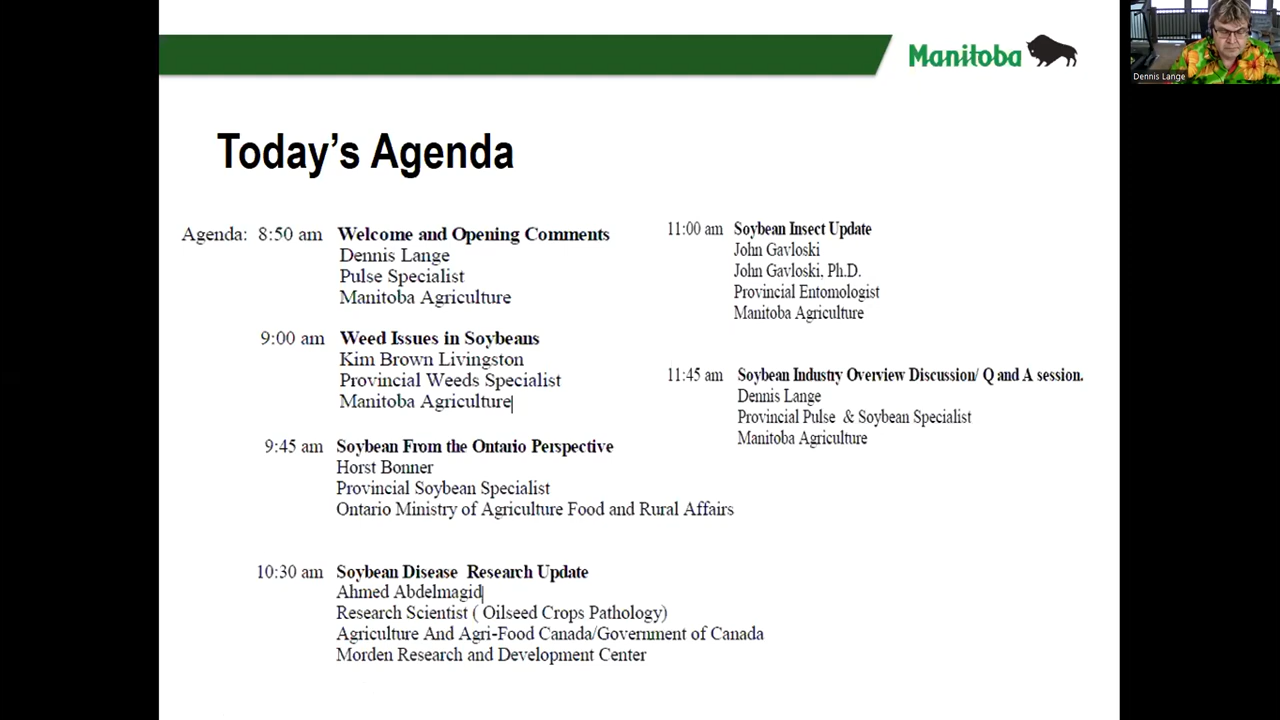 Manitoba
Dennis Lange
Today's Agenda
Agenda: 8:50 am Welcome and Opening Comments
Dennis Lange
Pulse Specialist
Manitoba Agriculture
9:00 am Weed Issues in Soybeans
Kim Brown Livingston
Provincial Weeds Specialist
Manitoba Agriculture
9:45 am Soybean From the Ontario Perspective
Horst Bonner
Provincial Soybean Specialist
Ontario Ministry of Agriculture Food and Rural Affairs
10:30 am Soybean Disease Research Update
Ahmed Abdelmagid
Research Scientist ( Oilseed Crops Pathology)
Agriculture And Agri-Food Canada/Government of Canada
Morden Research and Development Center
11:00 am Soybean Insect Update
John Gavloski
John Gavloski, Ph.D.
Provincial Entomologist
Manitoba Agriculture
11:45 am Soybean Industry Overview Discussion/ Q and A session.
Dennis Lange
Provincial Pulse & Soybean Specialist
Manitoba Agriculture